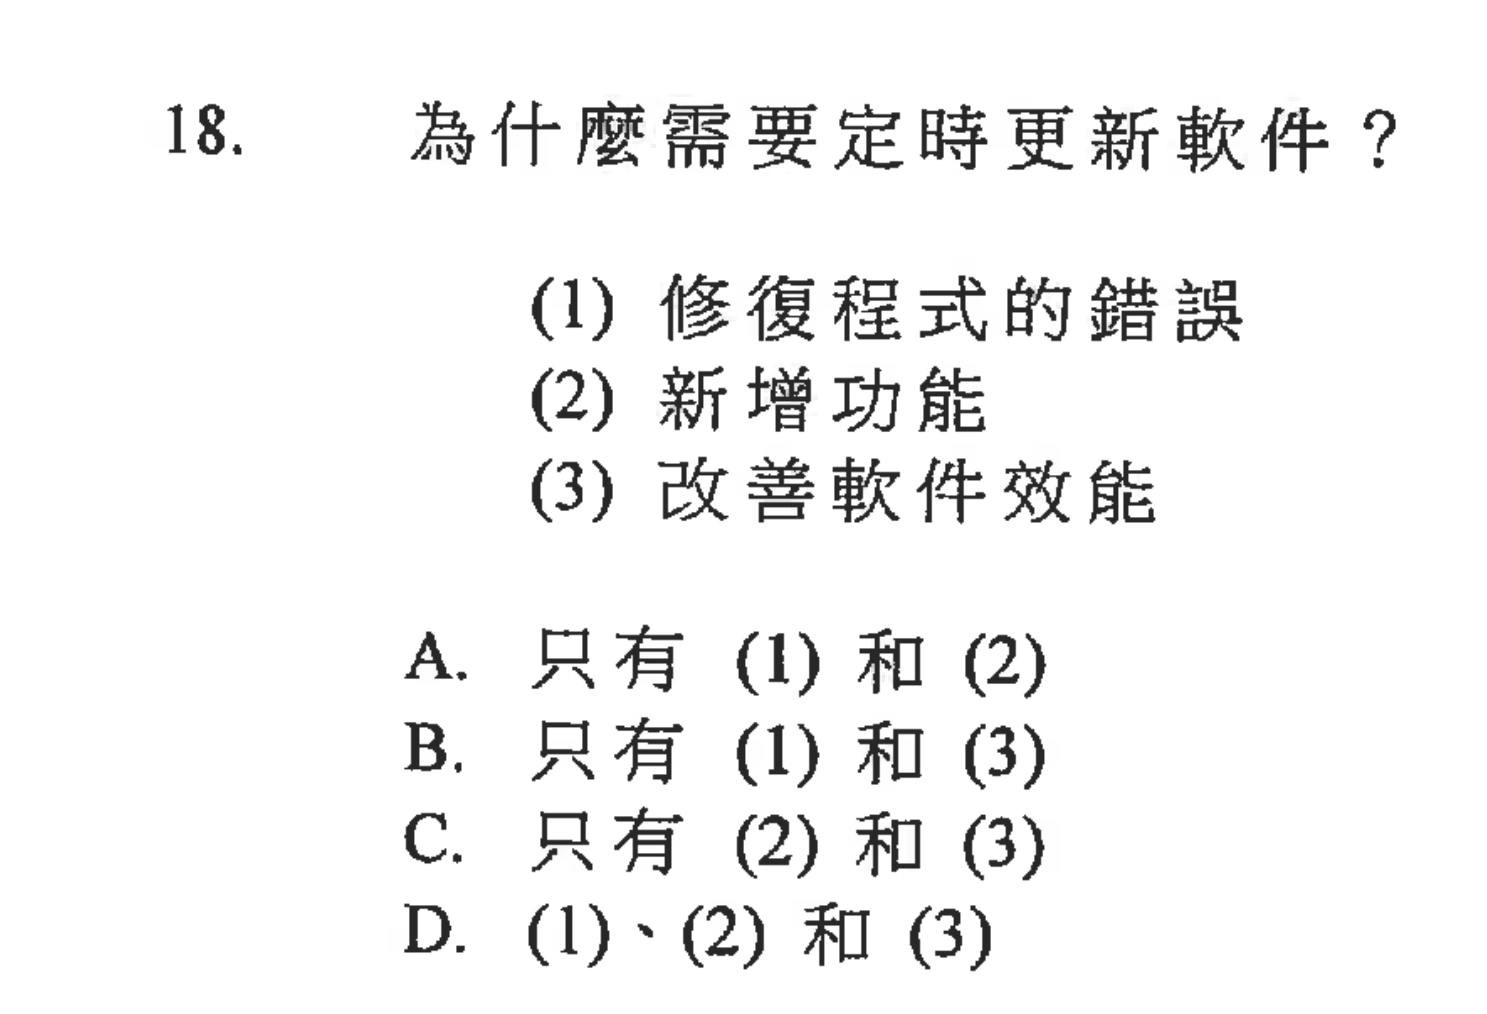 18. 為什麼需要定時更新軟件？
(1) 修復程式的錯誤
(2) 新增功能
(3) 改善軟件效能
A. 只有 (1) 和 (2)
B. 只有 (1) 和 (3)
C. 只有 (2) 和 (3)
D. (1)、(2) 和 (3)